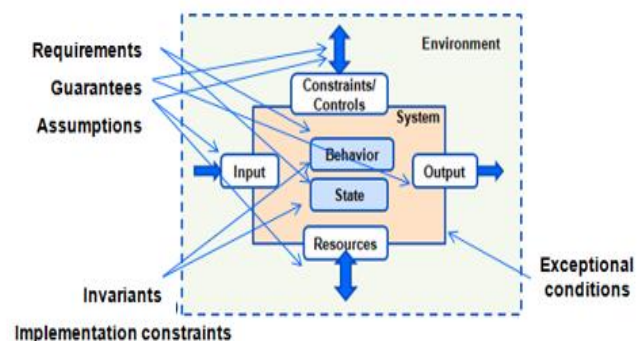 Requirements
Guarantees
Assumptions
Environment
Constraints/
Controls
System
Input
Behavior
State
Output
Resources
Invariants
Exceptional
conditions
Implementation constraints